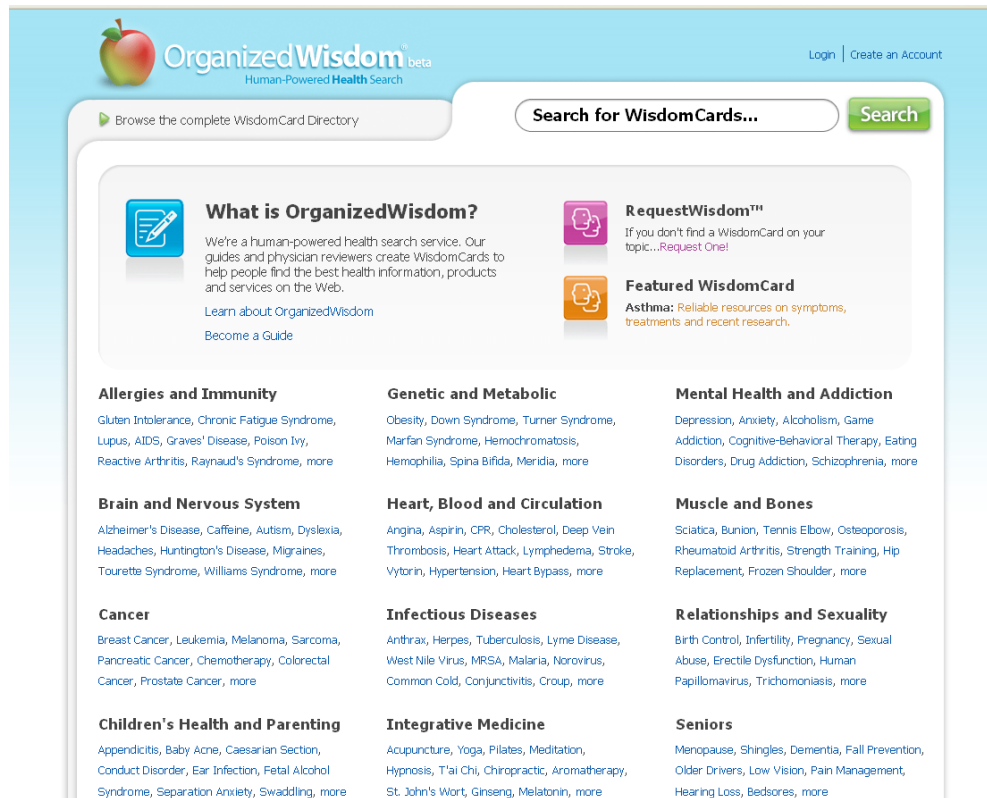 OrganizedWisdom® beta
Human-Powered Health Search
Login | Create an Account
Browse the complete WisdomCard Directory
Search for WisdomCards...
Search
What is OrganizedWisdom?
We're a human-powered health search service. Our
guides and physician reviewers create WisdomCards to
help people find the best health information, products
and services on the Web.
Learn about OrganizedWisdom
Become a Guide
RequestWisdom™
If you don't find a WisdomCard on your
topic...Request One!
Featured WisdomCard
Asthma: Reliable resources on symptoms,
treatments and recent research.
Allergies and Immunity
Gluten Intolerance, Chronic Fatigue Syndrome,
Lupus, AIDS, Graves' Disease, Poison Ivy,
Reactive Arthritis, Raynaud's Syndrome, more
Genetic and Metabolic
Obesity, Down Syndrome, Turner Syndrome,
Marfan Syndrome, Hemochromatosis,
Hemophilia, Spina Bifida, Meridia, more
Mental Health and Addiction
Depression, Anxiety, Alcoholism, Game
Addiction, Cognitive-Behavioral Therapy, Eating
Disorders, Drug Addiction, Schizophrenia, more
Brain and Nervous System
Alzheimer's Disease, Caffeine, Autism, Dyslexia,
Headaches, Huntington's Disease, Migraines,
Tourette Syndrome, Williams Syndrome, more
Heart, Blood and Circulation
Angina, Aspirin, CPR, Cholesterol, Deep Vein
Thrombosis, Heart Attack, Lymphedema, Stroke,
Vytorin, Hypertension, Heart Bypass, more
Muscle and Bones
Sciatica, Bunion, Tennis Elbow, Osteoporosis,
Rheumatoid Arthritis, Strength Training, Hip
Replacement, Frozen Shoulder, more
Cancer
Breast Cancer, Leukemia, Melanoma, Sarcoma,
Pancreatic Cancer, Chemotherapy, Colorectal
Cancer, Prostate Cancer, more
Infectious Diseases
Anthrax, Herpes, Tuberculosis, Lyme Disease,
West Nile Virus, MRSA, Malaria, Norovirus,
Common Cold, Conjunctivitis, Croup, more
Relationships and Sexuality
Birth Control, Infertility, Pregnancy, Sexual
Abuse, Erectile Dysfunction, Human
Papillomavirus, Trichomoniasis, more
Children's Health and Parenting
Appendicitis, Baby Acne, Caesarian Section,
Conduct Disorder, Ear Infection, Fetal Alcohol
Syndrome, Separation Anxiety, Swaddling, more
Integrative Medicine
Acupuncture, Yoga, Pilates, Meditation,
Hypnosis, T'ai Chi, Chiropractic, Aromatherapy,
St. John's Wort, Ginseng, Melatonin, more
Seniors
Menopause, Shingles, Dementia, Fall Prevention,
Older Drivers, Low Vision, Pain Management,
Hearing Loss, Bedsores, more